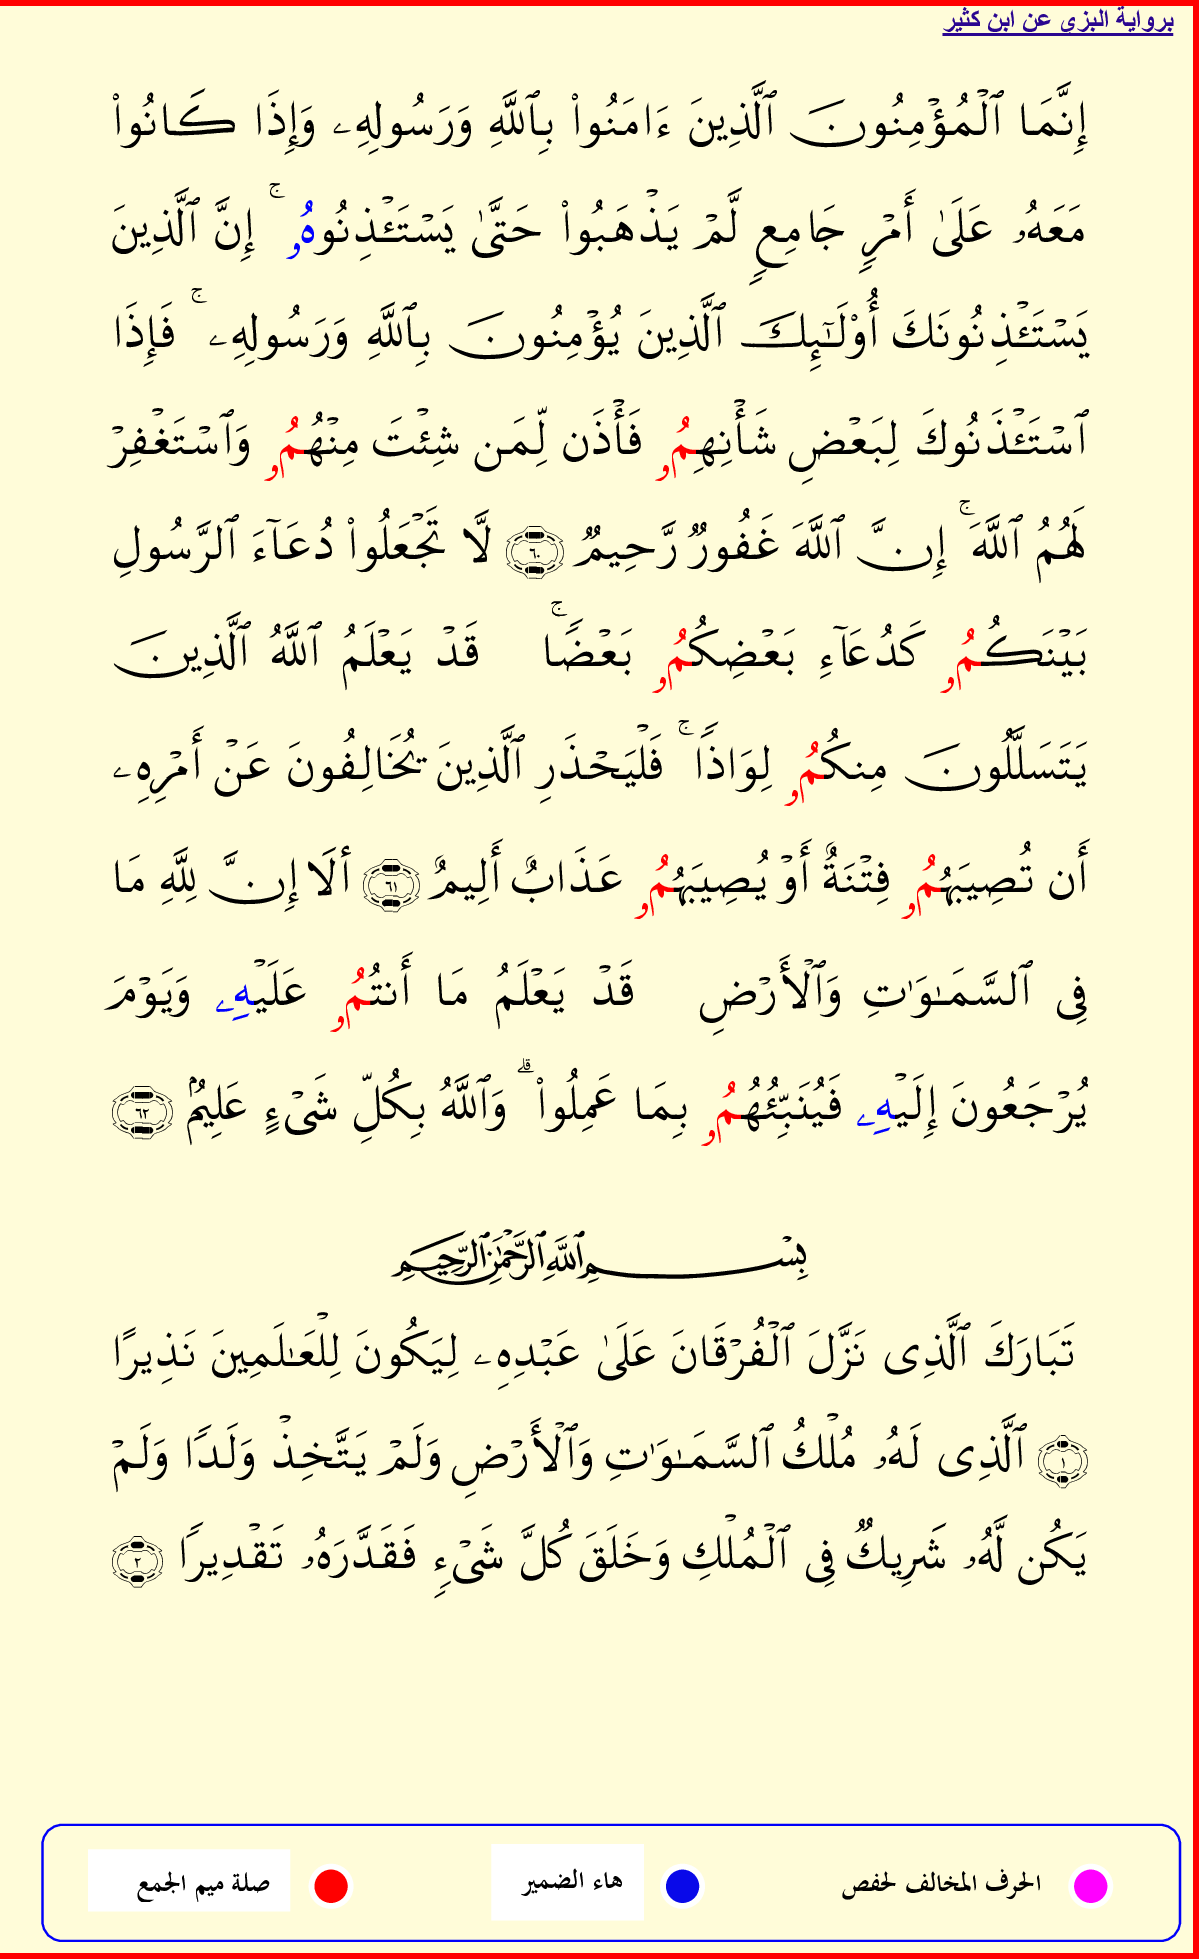 برواية البزي عن ابن كثير
إِنَّمَا ٱلْمُؤْمِنُونَ ٱلَّذِينَ ءَامَنُوا۟ بِٱللَّهِ وَرَسُولِهِۦ وَإِذَا كَانُوا۟
مَعَهُۥ عَلَىٰ أَمْرٍ جَامِعٍ لَّمْ يَذْهَبُوا۟ حَتَّىٰ يَسْتَـْٔذِنُوهُۥ ۚ إِنَّ ٱلَّذِينَ
يَسْتَـْٔذِنُونَكَ أُو۟لَـٰٓئِكَ ٱلَّذِينَ يُؤْمِنُونَ بِٱللَّهِ وَرَسُولِهِۦ ۚ فَإِذَا
ٱسْتَـْٔذَنُوكَ لِبَعْضِ شَأْنِهِمُۥ فَأْذَن لِّمَن شِئْتَ مِنْهُمُۥ وَٱسْتَغْفِرْ
لَهُمُ ٱللَّهَ ۚ إِنَّ ٱللَّهَ غَفُورٌ رَّحِيمٌ ٦٠ لَّا تَجْعَلُوا۟ دُعَآءَ ٱلرَّسُولِ
بَيْنَكُمُۥ كَدُعَآءِ بَعْضِكُمُۥ بَعْضًا ۚ قَدْ يَعْلَمُ ٱللَّهُ ٱلَّذِينَ
يَتَسَلَّلُونَ مِنكُمُۥ لِوَاذًا ۚ فَلْيَحْذَرِ ٱلَّذِينَ يُخَالِفُونَ عَنْ أَمْرِهِۦ
أَن تُصِيبَهُمُۥ فِتْنَةٌ أَوْ يُصِيبَهُمُۥ عَذَابٌ أَلِيمٌ ٦١ أَلَا إِنَّ لِلَّهِ مَا
فِى ٱلسَّمَـٰوَٰتِ وَٱلْأَرْضِ قَدْ يَعْلَمُ مَا أَنتُمُۥ عَلَيْهِۦ وَيَوْمَ
يُرْجَعُونَ إِلَيْهِۦ فَيُنَبِّئُهُمُۥ بِمَا عَمِلُوا۟ ۗ وَٱللَّهُ بِكُلِّ شَىْءٍ عَلِيمٌۢ ٦٢
بِسْمِ ٱللَّهِ ٱلرَّحْمَـٰنِ ٱلرَّحِيمِ
تَبَارَكَ ٱلَّذِى نَزَّلَ ٱلْفُرْقَانَ عَلَىٰ عَبْدِهِۦ لِيَكُونَ لِلْعَـٰلَمِينَ نَذِيرًا
١ ٱلَّذِى لَهُۥ مُلْكُ ٱلسَّمَـٰوَٰتِ وَٱلْأَرْضِ وَلَمْ يَتَّخِذْ وَلَدًا وَلَمْ
يَكُن لَّهُۥ شَرِيكٌ فِى ٱلْمُلْكِ وَخَلَقَ كُلَّ شَىْءٍ فَقَدَّرَهُۥ تَقْدِيرًا ٢
الحرف المخالف لحفص هاء الضمير صلة ميم الجمع